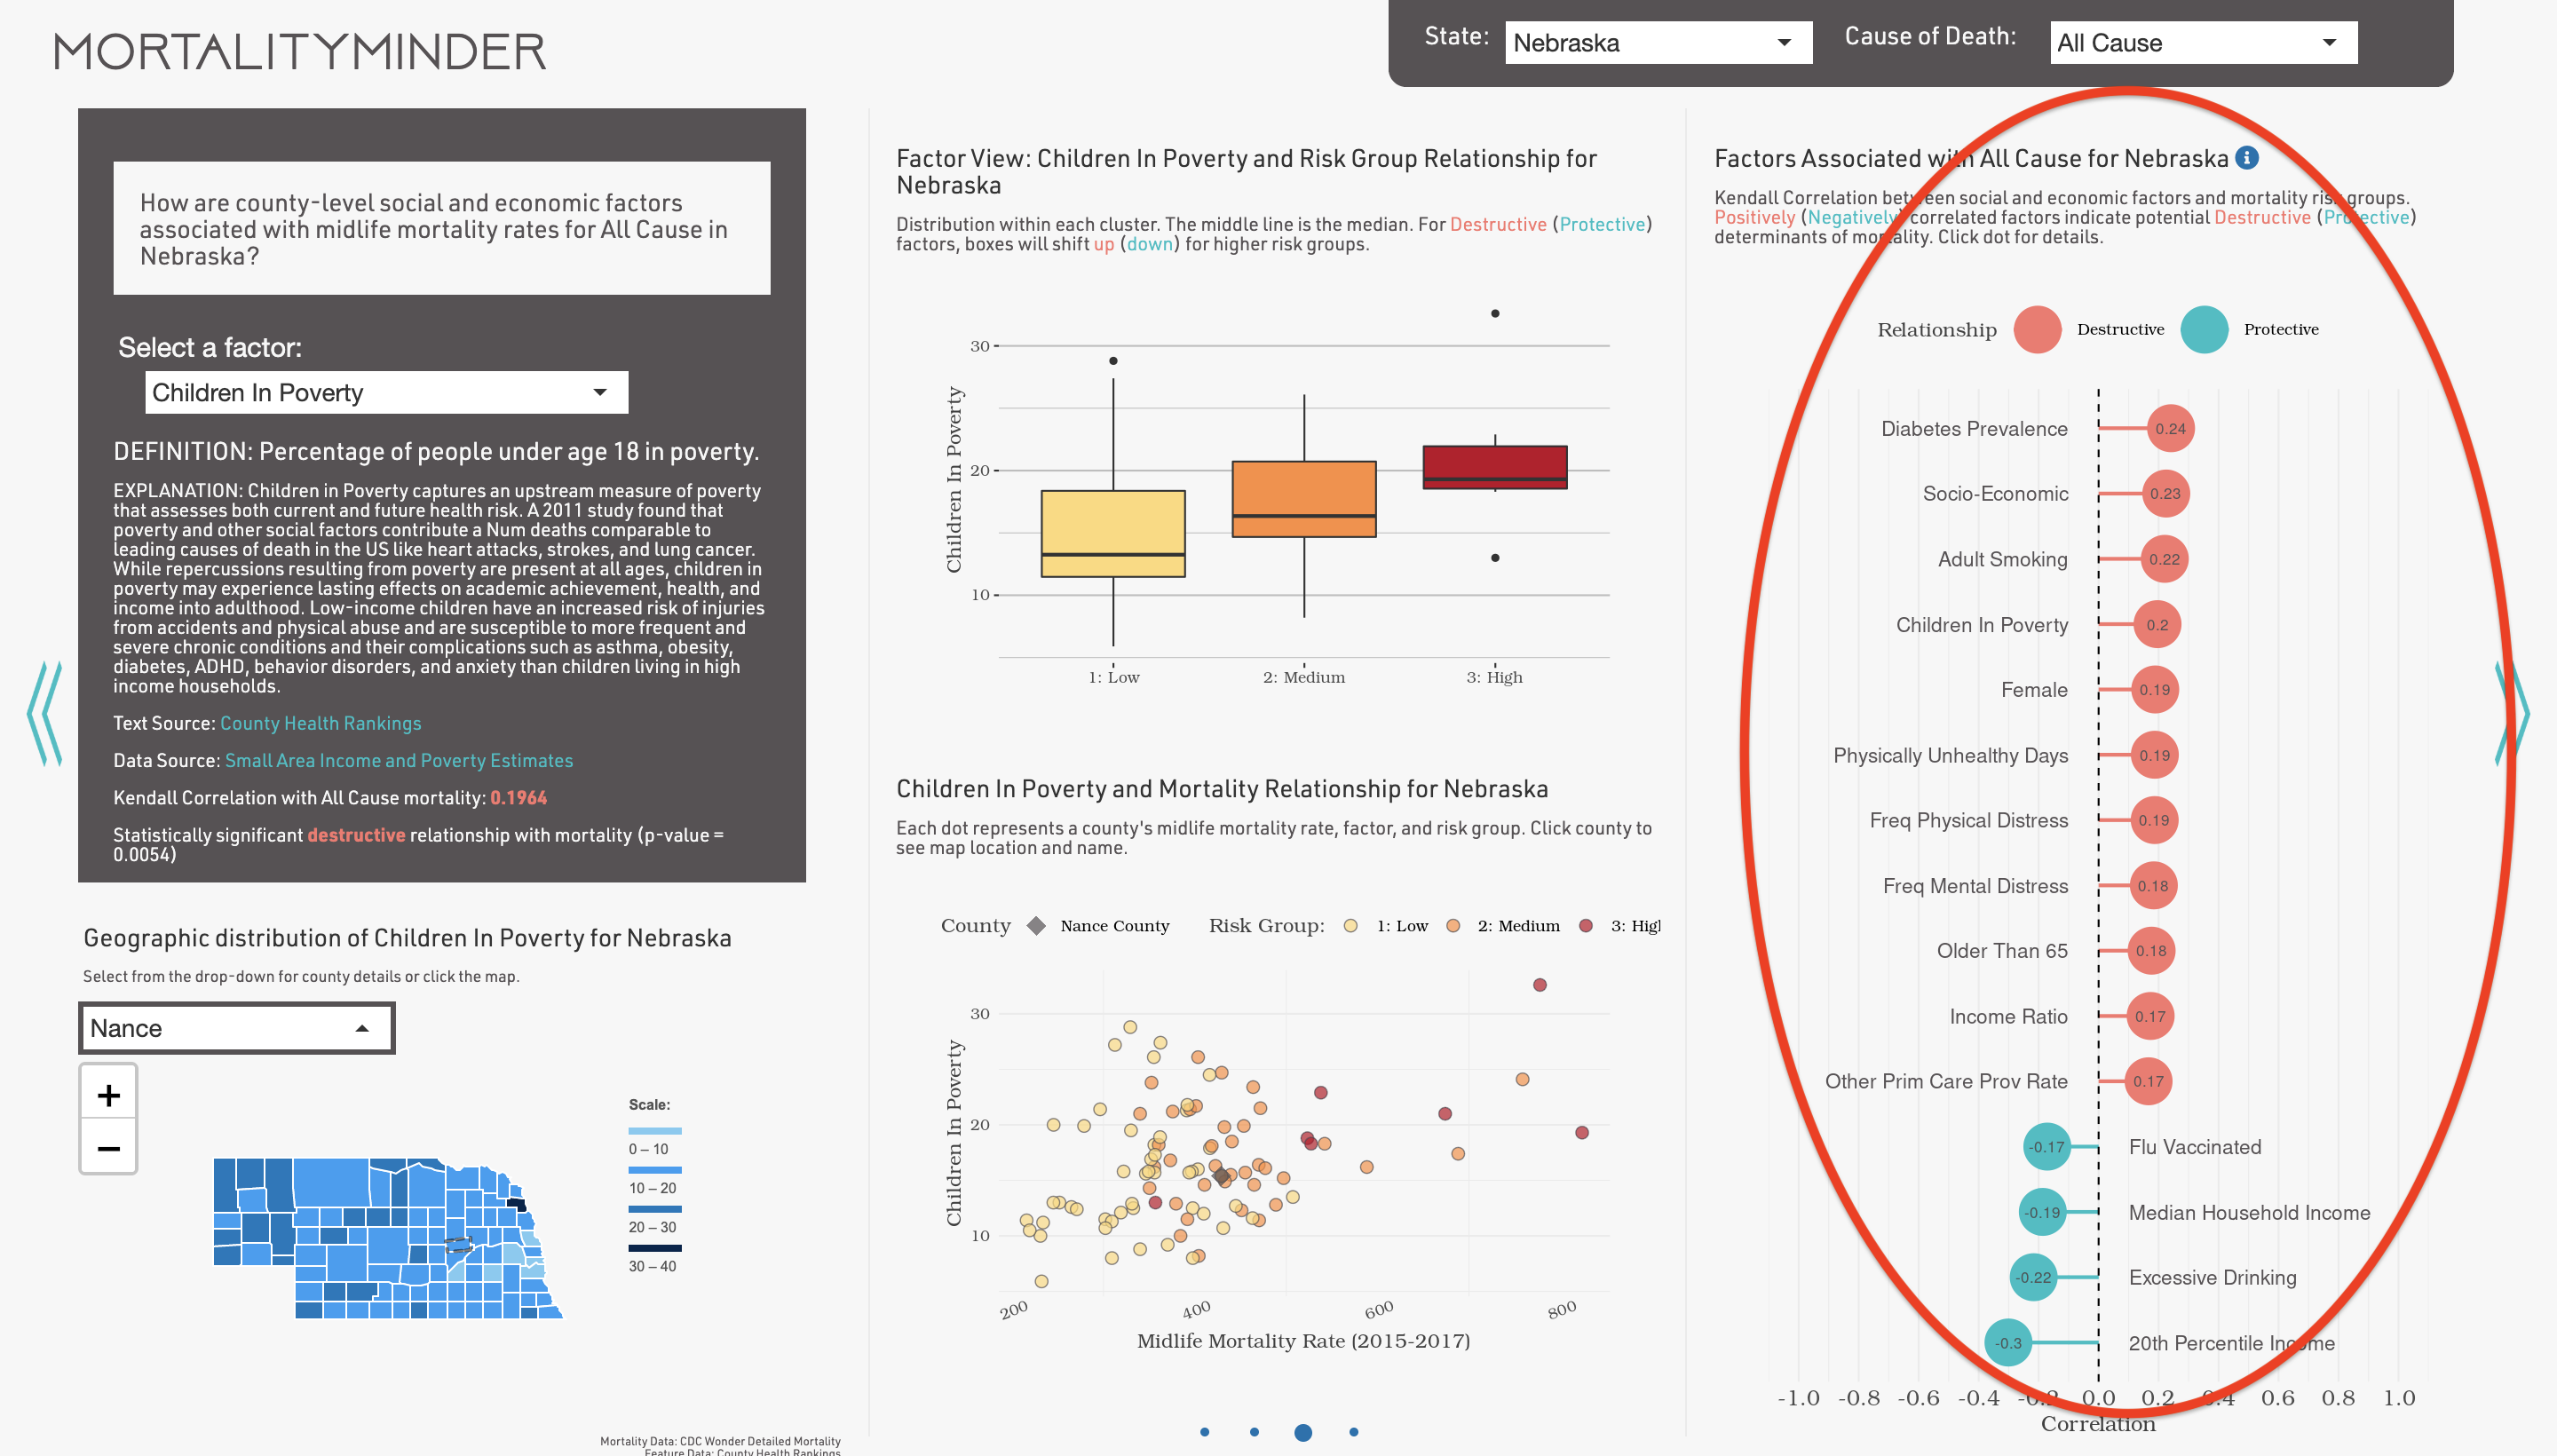 MORTALITYMINDER
State:
Nebraska
Cause of Death:
All Cause
How are county-level social and economic factors
associated with midlife mortality rates for All Cause in
Nebraska?
Select a factor:
Children In Poverty
DEFINITION: Percentage of people under age 18 in poverty.
EXPLANATION: Children in Poverty captures an upstream measure of poverty
that assesses both current and future health risk. A 2011 study found that
poverty and other social factors contribute a Num deaths comparable to
leading causes of death in the US like heart attacks, strokes, and lung cancer.
While repercussions resulting from poverty are present at all ages, children in
poverty may experience lasting effects on academic achievement, health, and
income into adulthood. Low-income children have an increased risk of injuries
from accidents and physical abuse and are susceptible to more frequent and
severe chronic conditions and their complications such as asthma, obesity,
diabetes, ADHD, behavior disorders, and anxiety than children living in high
income households.
Text Source: County Health Rankings
Data Source: Small Area Income and Poverty Estimates
Kendall Correlation with All Cause mortality: 0.1964
Statistically significant destructive relationship with mortality (p-value =
0.0054)
Geographic distribution of Children In Poverty for Nebraska
Select from the drop-down for county details or click the map.
Nance
+
−
Scale:
0 – 10
10 – 20
20 – 30
30 – 40
Mortality Data: CDC Wonder Detailed Mortality
Feature Data: County Health Rankings
Factor View: Children In Poverty and Risk Group Relationship for
Nebraska
Distribution within each cluster. The middle line is the median. For Destructive (Protective)
factors, boxes will shift up (down) for higher risk groups.
Children In Poverty
30
20
10
1: Low
2: Medium
3: High
Children In Poverty and Mortality Relationship for Nebraska
Each dot represents a county's midlife mortality rate, factor, and risk group. Click county to
see map location and name.
County
Nance County
Risk Group:
1: Low
2: Medium
3: Higl
Children In Poverty
30
20
10
200
400
600
800
Midlife Mortality Rate (2015-2017)
Factors Associated with All Cause for Nebraska
Kendall Correlation between social and economic factors and mortality risk groups.
Positively (Negatively) correlated factors indicate potential Destructive (Protective)
determinants of mortality. Click dot for details.
Relationship
Destructive
Protective
Diabetes Prevalence 0.24
Socio-Economic 0.23
Adult Smoking 0.22
Children In Poverty 0.2
Female 0.19
Physically Unhealthy Days 0.19
Freq Physical Distress 0.19
Freq Mental Distress 0.18
Older Than 65 0.18
Income Ratio 0.17
Other Prim Care Prov Rate 0.17
-0.17 Flu Vaccinated
-0.19 Median Household Income
-0.22 Excessive Drinking
-0.3 20th Percentile Income
-1.0 -0.8 -0.6 -0.4 -0.2 0.0 0.2 0.4 0.6 0.8 1.0
Correlation